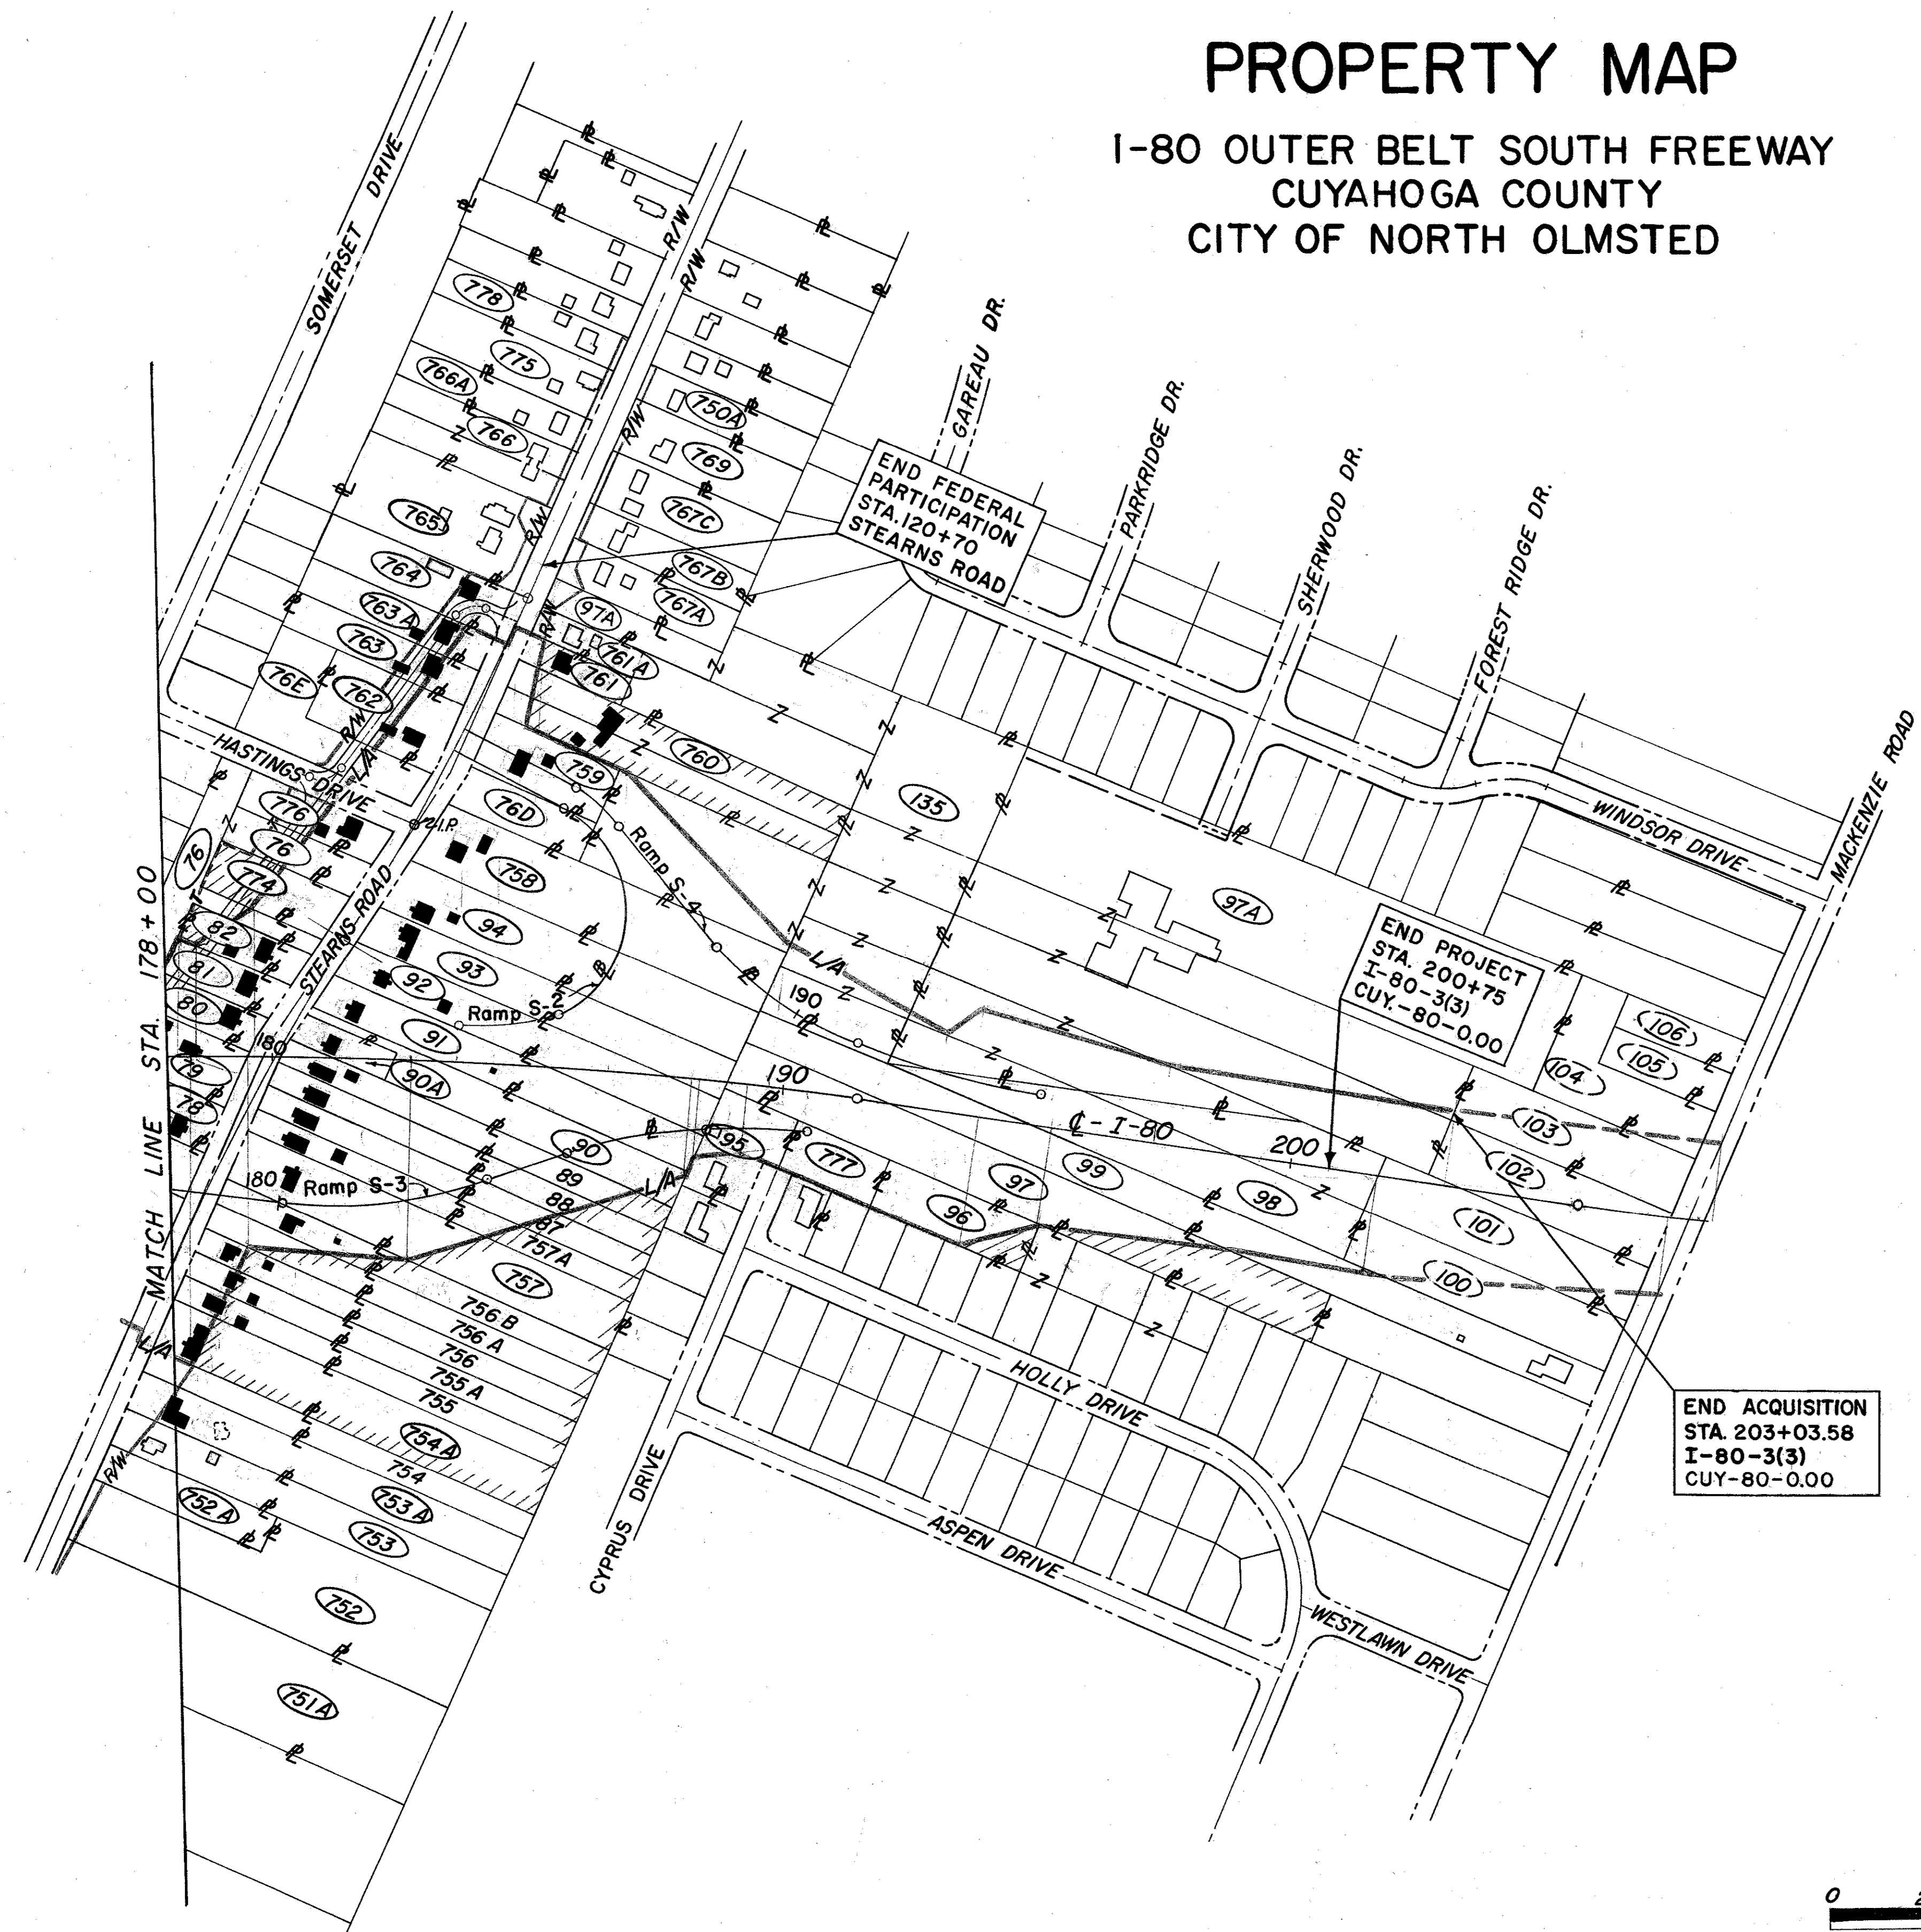 PROPERTY MAP
I-80 OUTER BELT SOUTH FREEWAY
CUYAHOGA COUNTY
CITY OF NORTH OLMSTED
SOMERSET DRIVE
R/W
R/W
778
775
766A
766
750A
769
R/W
765
767C
R/W
764
767B
767A
763A
97A
R/W
763
761A
761
76E
762
R/W
L/A
760
759
GAREAU DR.
PARKRIDGE DR.
SHERWOOD DR.
FOREST RIDGE DR.
MACKENZIE ROAD
WINDSOR DRIVE
END FEDERAL
PARTICIPATION
STA. 120+70
STEARNS ROAD
HASTINGS DRIVE
776
76D
135
I.P.
76
76
774
758
Ramp S-4
97A
82
94
81
93
92
80
STEARNS ROAD
Ramp S-2
L/A
190
91
180
79
90A
78
190
END PROJECT
STA. 200+75
I-80-3(3)
CUY.-80-0.00
106
105
104
103
102
101
100
℄-I-80
200
95
777
97
99
98
96
90
89
88
87
757A
757
L/A
180
Ramp S-3
MATCH LINE STA. 178+00
L/A
756 B
756 A
756
755 A
755
754A
754
753A
753
752A
R/W
752
751A
CYPRUS DRIVE
HOLLY DRIVE
ASPEN DRIVE
WESTLAWN DRIVE
END ACQUISITION
STA. 203+03.58
I-80-3(3)
CUY-80-0.00
0